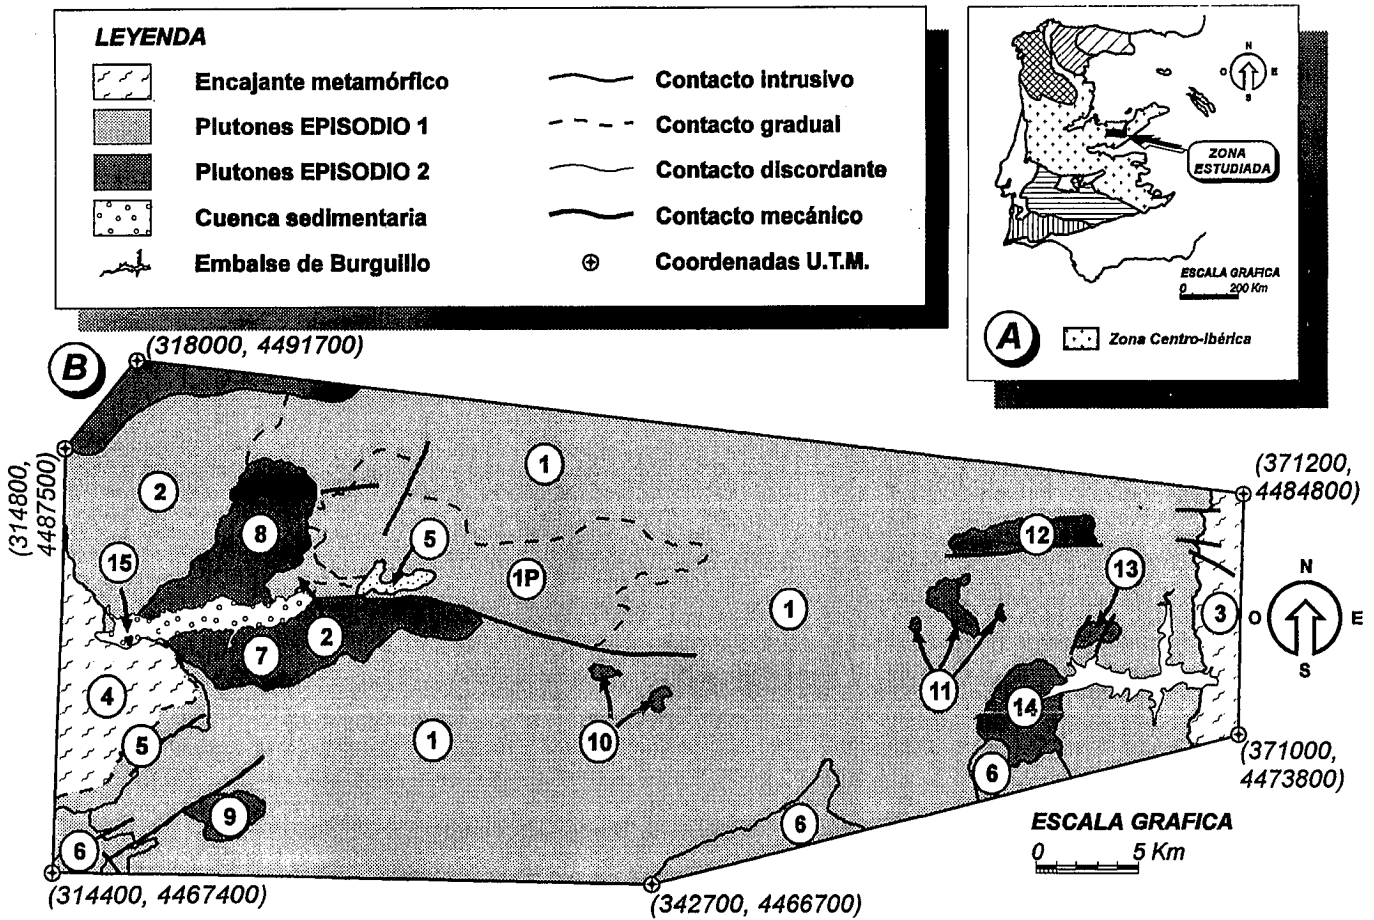 LEYENDA
Encajante metamórfico
Plutones EPISODIO 1
Plutones EPISODIO 2
Cuenca sedimentaria
Embalse de Burguillo
Contacto intrusivo
Contacto gradual
Contacto discordante
Contacto mecánico
Coordenadas U.T.M.
N
O E
S
ZONA
ESTUDIADA
ESCALA GRAFICA
0 200 Km
A
Zona Centro-Ibérica
B
(318000, 4491700)
(314800,
4487500)
(371200,
4484800)
1
2
8
5
12
15
1P
13
1
3
2
7
4
11
14
5
1
10
6
9
6
6
N
O E
S
(371000,
4473800)
ESCALA GRAFICA
0 5 Km
(314400, 4467400)
(342700, 4466700)